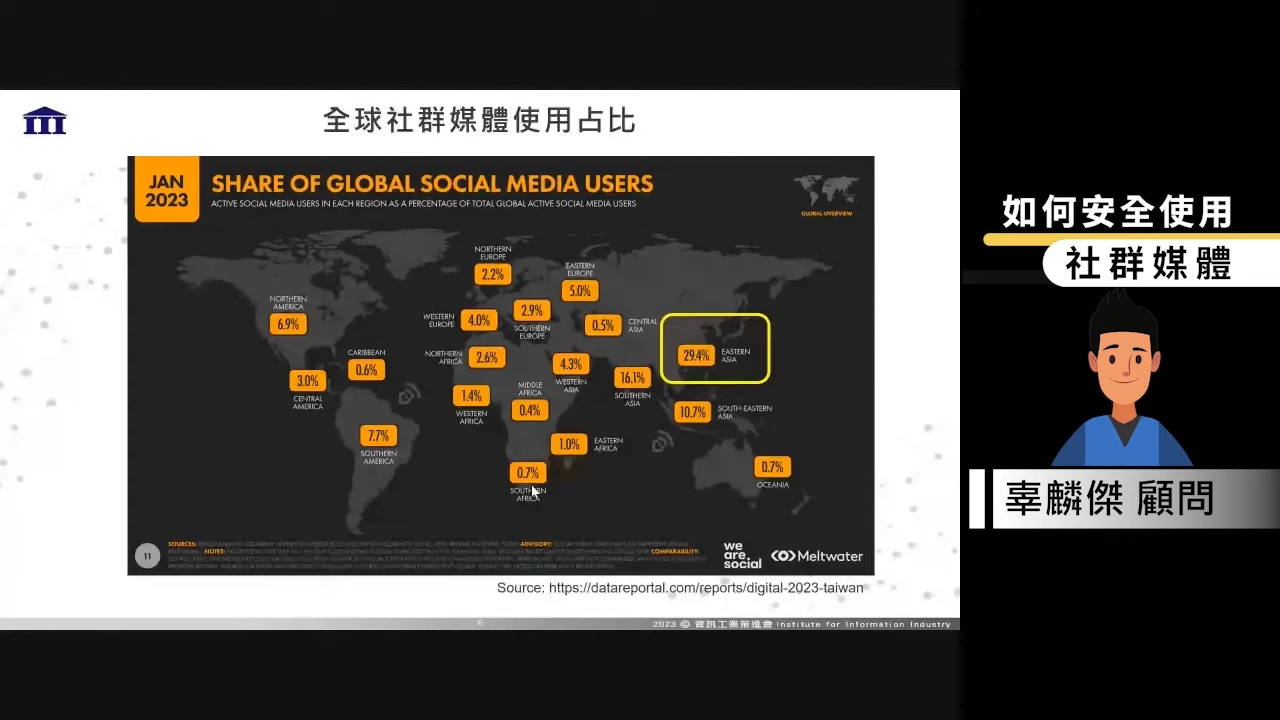 全球社群媒體使用占比
JAN
2023
SHARE OF GLOBAL SOCIAL MEDIA USERS
ACTIVE SOCIAL MEDIA USERS IN EACH REGION AS A PERCENTAGE OF TOTAL GLOBAL ACTIVE SOCIAL MEDIA USERS
GLOBAL OVERVIEW
NORTHERN
EUROPE
2.2%
EASTERN
EUROPE
5.0%
NORTHERN
AMERICA
6.9%
WESTERN
EUROPE
4.0%
2.9%
SOUTHERN
EUROPE
0.5%
CENTRAL
ASIA
29.4%
EASTERN
ASIA
CARIBBEAN
0.6%
NORTHERN
AFRICA
2.6%
4.3%
WESTERN
ASIA
16.1%
SOUTHERN
ASIA
3.0%
CENTRAL
AMERICA
1.4%
WESTERN
AFRICA
MIDDLE
AFRICA
0.4%
10.7%
SOUTH-EASTERN
ASIA
7.7%
SOUTHERN
AMERICA
1.0%
EASTERN
AFRICA
0.7%
SOUTHERN
AFRICA
0.7%
OCEANIA
11
SOURCES:
ADVISORY:
NOTES:
COMPARABILITY:
we
are
social
Meltwater
Source: https://datareportal.com/reports/digital-2023-taiwan
6
2023 © 資訊工業策進會 Institute for Information Industry
如何安全使用
社群媒體
辜麟傑 顧問